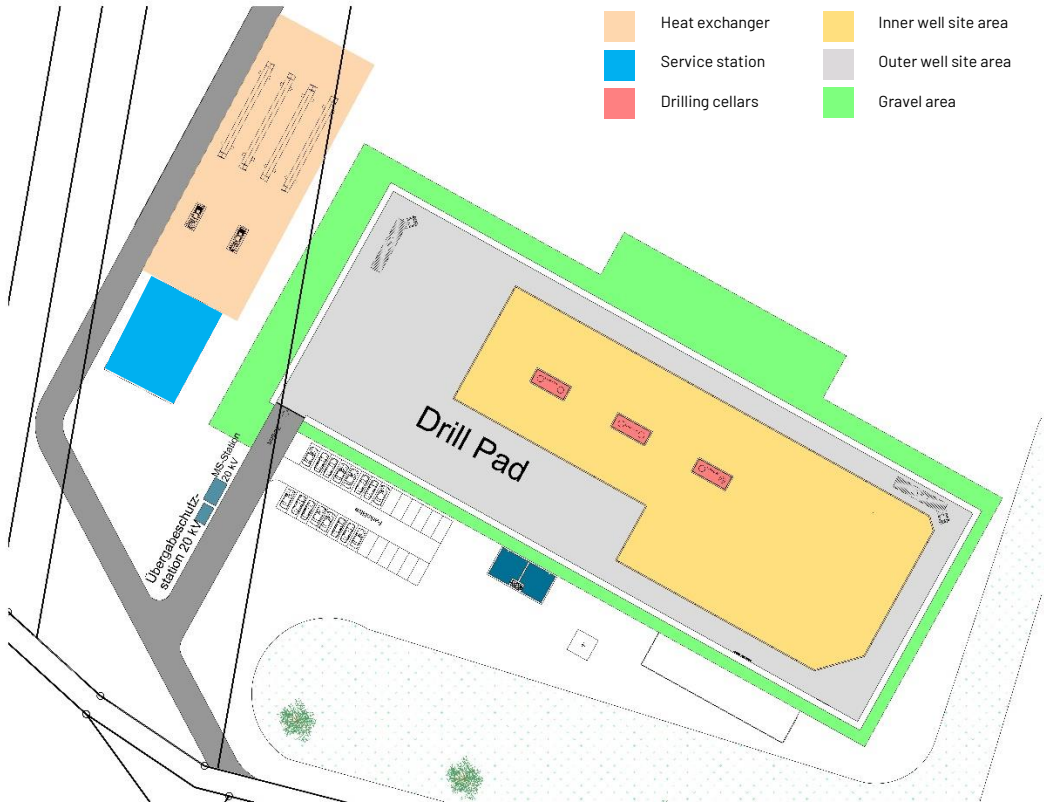 Heat exchanger
Inner well site area
Service station
Outer well site area
Drilling cellars
Gravel area
Drill Pad
MS-Station
20 kV
Übergabeschutz-
station 20 kV